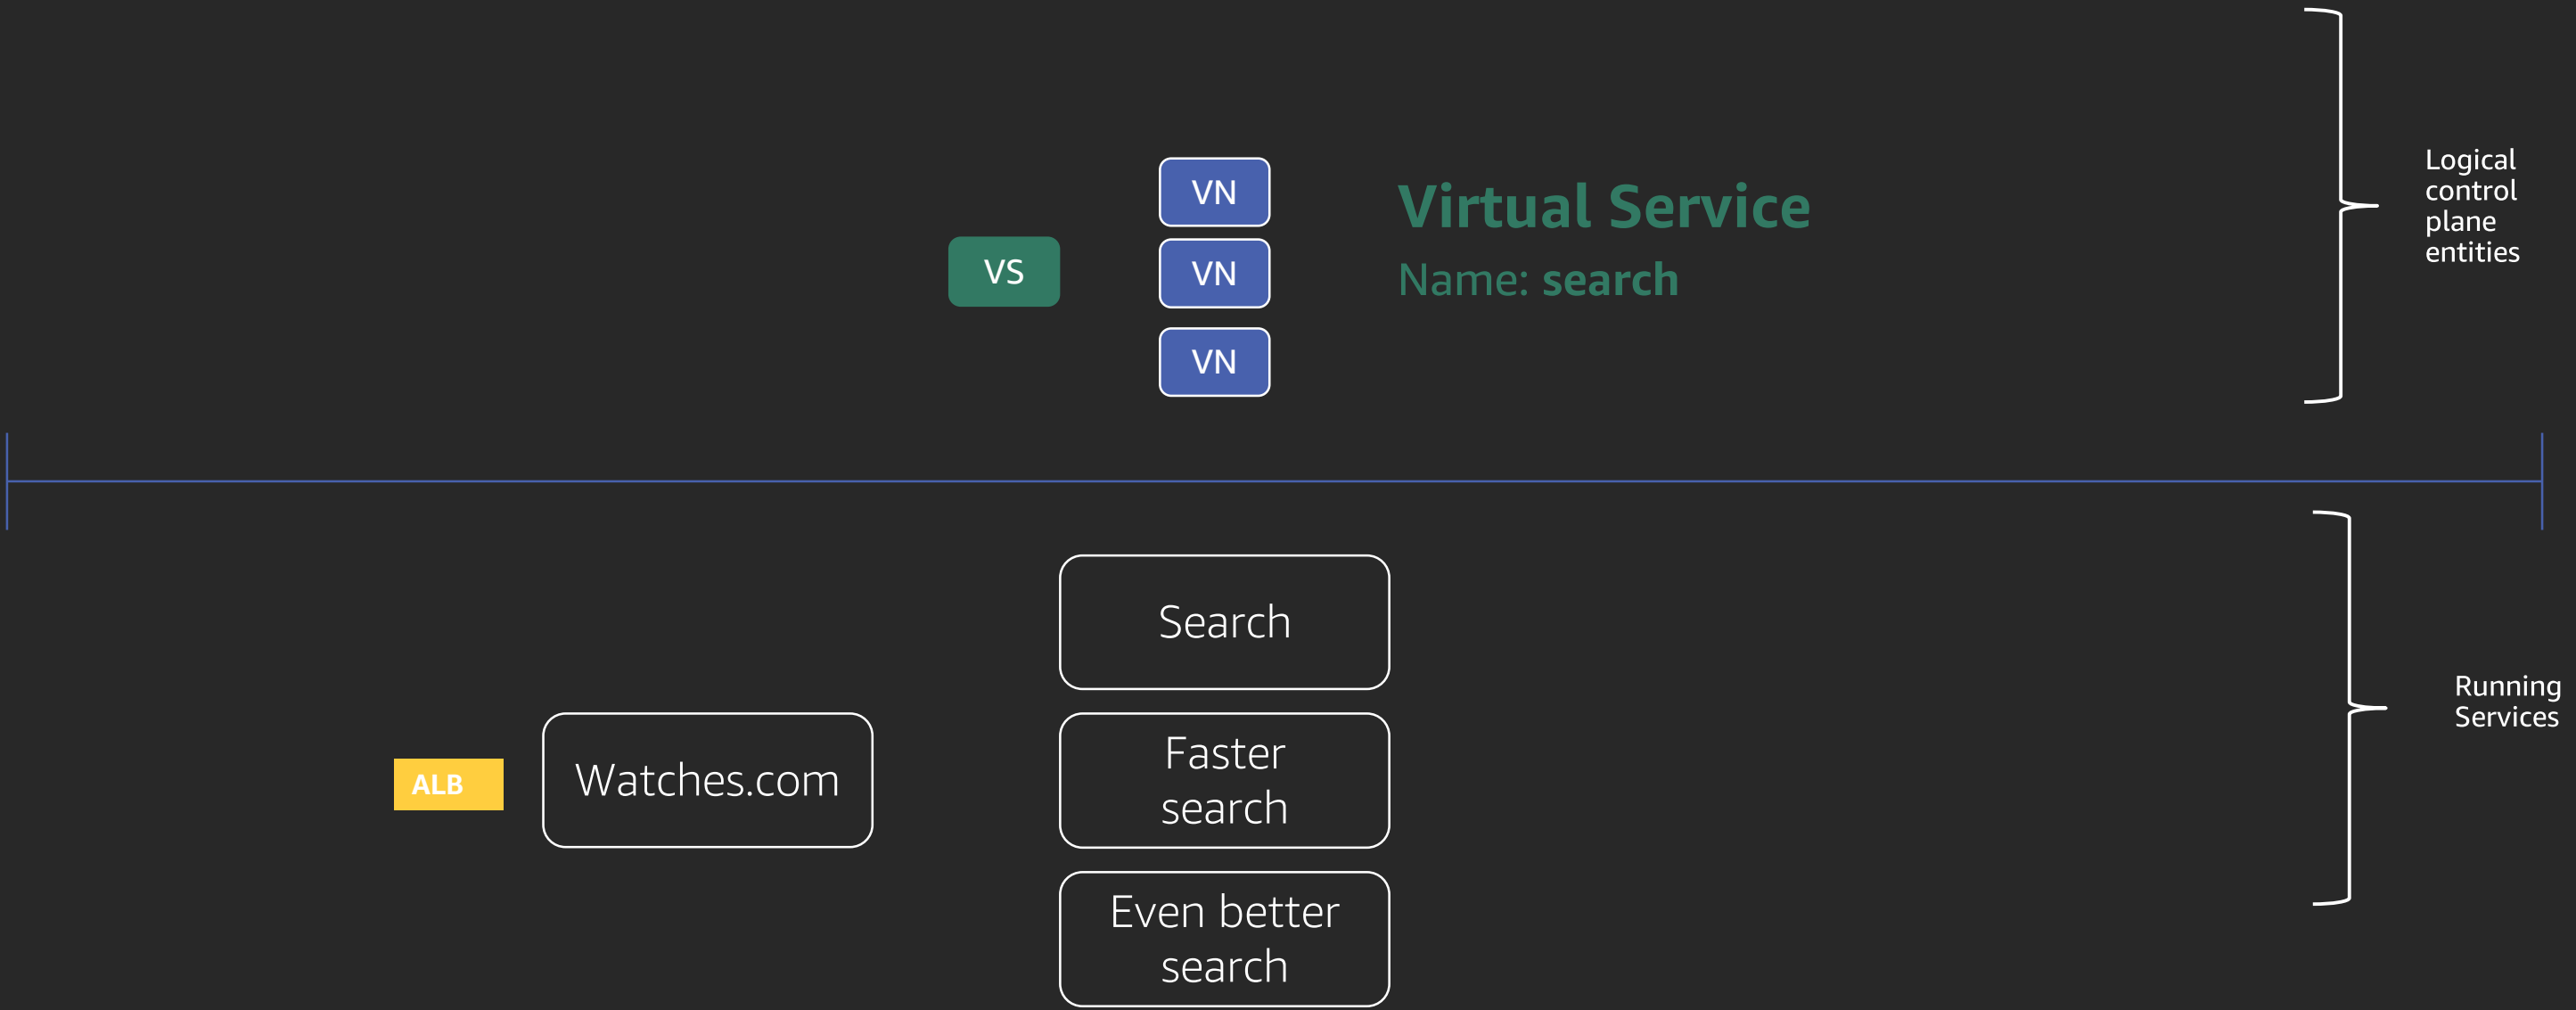 VN
Virtual Service
VS
VN
Name: search
VN
Logical
control
plane
entities
Search
Faster
search
Watches.com
ALB
Even better
search
Running
Services